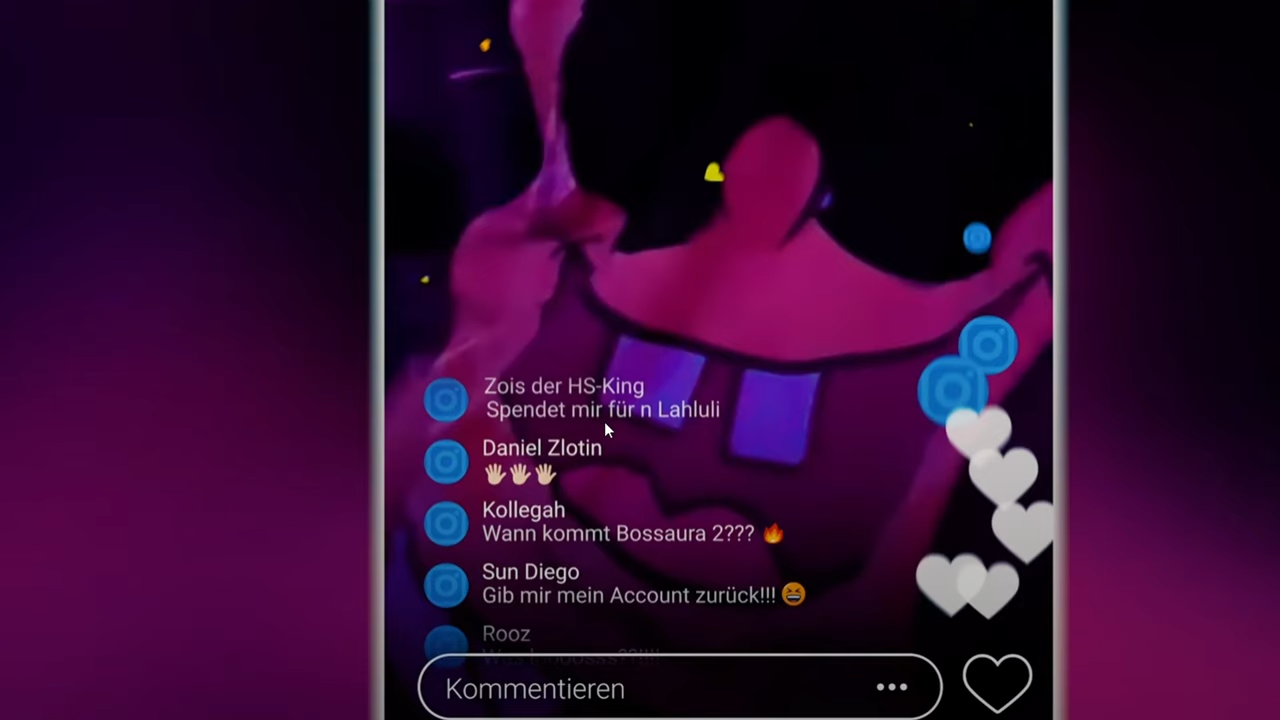 Zois der HS-King
Spendet mir für n Lahluli
Daniel Zlotin
🖐🏼🖐🏼🖐🏼
Kollegah
Wann kommt Bossaura 2??? 🔥
Sun Diego
Gib mir mein Account zurück!!! 😆
Rooz
Kommentieren